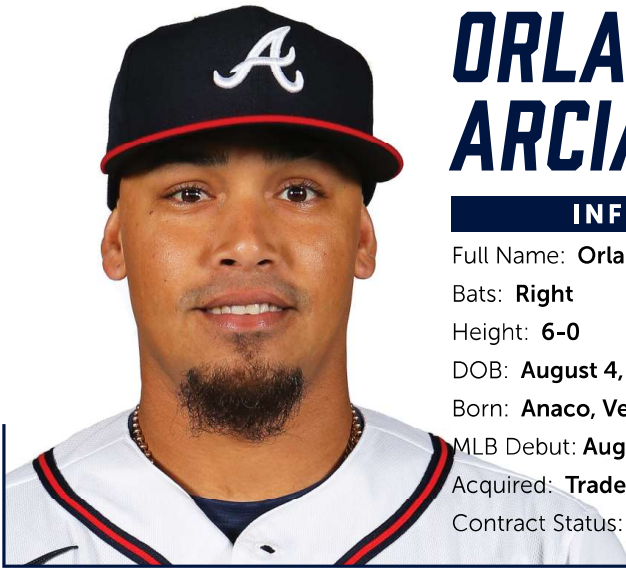 ORLA
ARCIA
INF
Full Name: Orla
Bats: Right
Height: 6-0
DOB: August 4,
Born: Anaco, Ve
MLB Debut: Aug
Acquired: Trade
Contract Status:
A